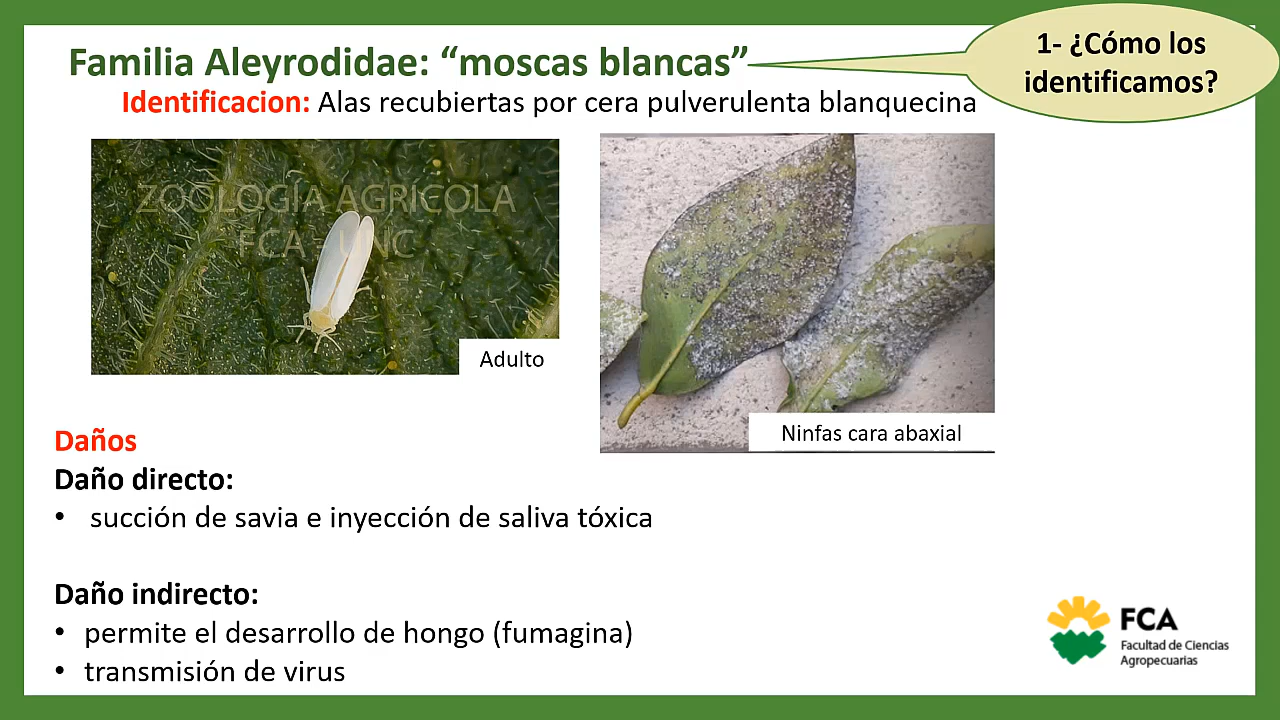 1- ¿Cómo los
identificamos?
Familia Aleyrodidae: “moscas blancas”
Identificacion: Alas recubiertas por cera pulverulenta blanquecina
ZOOLOGÍA AGRÍCOLA
FCA - UNC
Adulto
Ninfas cara abaxial
Daños
Daño directo:
• succión de savia e inyección de saliva tóxica
Daño indirecto:
• permite el desarrollo de hongo (fumagina)
• transmisión de virus
FCA
Facultad de Ciencias
Agropecuarias